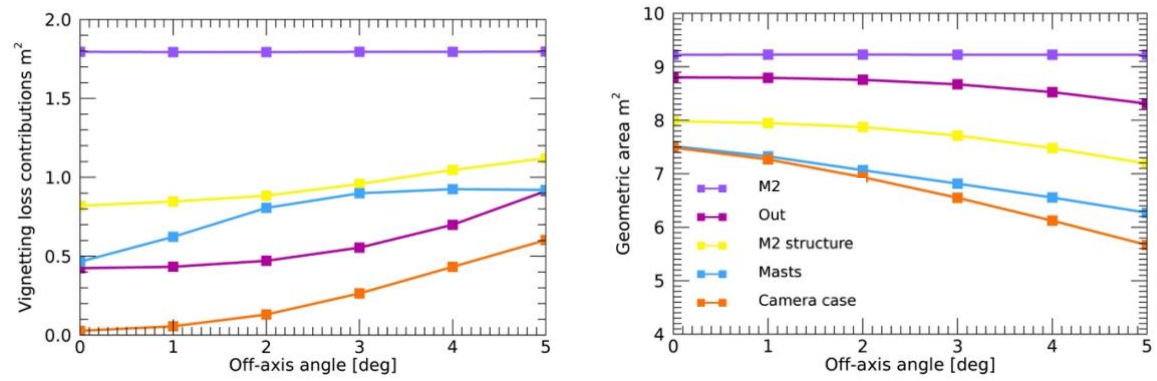 Vignetting loss contributions m²
2.0
1.5
1.0
0.5
0.0
0 1 2 3 4 5
Off-axis angle [deg]
Geometric area m²
10
9
8
7
6
5
4
M2
Out
M2 structure
Masts
Camera case
0 1 2 3 4 5
Off-axis angle [deg]